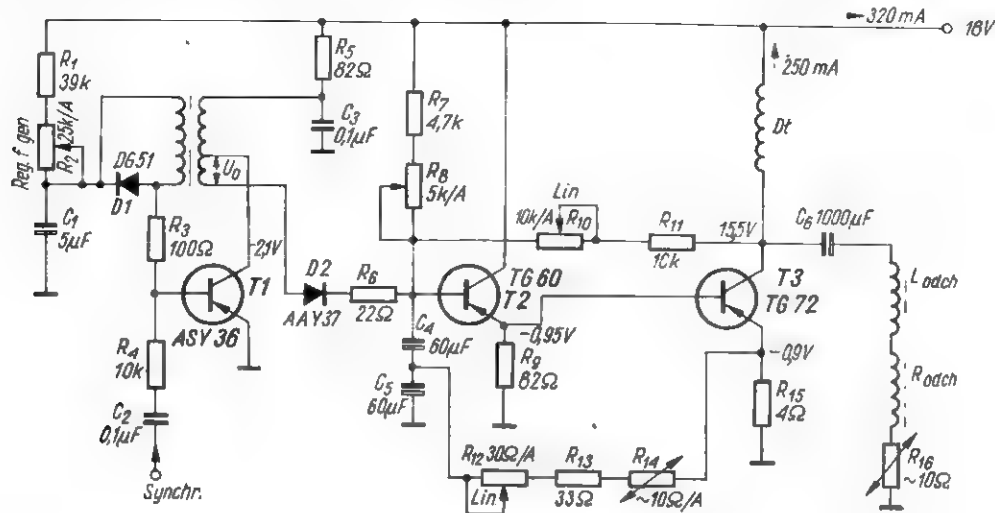 320 mA
18V
250 mA
R1
39k
R5
82Ω
R7
4,7k
Dt
Reg. f gen
25k/A
R2
DG51
D1
U0
C3
0,1µF
R8
5k/A
Lin
10k/A
R10
R11
10k
15,5V
C6 1000µF
C1
5µF
R3
100Ω
-2,1V
T1
ASY 36
D2
AAY37
R6
22Ω
TG 60
T2
T3
TG 72
Lodch
C4
60µF
-0,95V
-0,9V
R4
10k
C5
60µF
R9
82Ω
R15
4Ω
Rodch
C2
0,1µF
R12 30Ω/A
Lin.
R13
33Ω
R14
~10Ω/A
R16
~10Ω
Synchr.